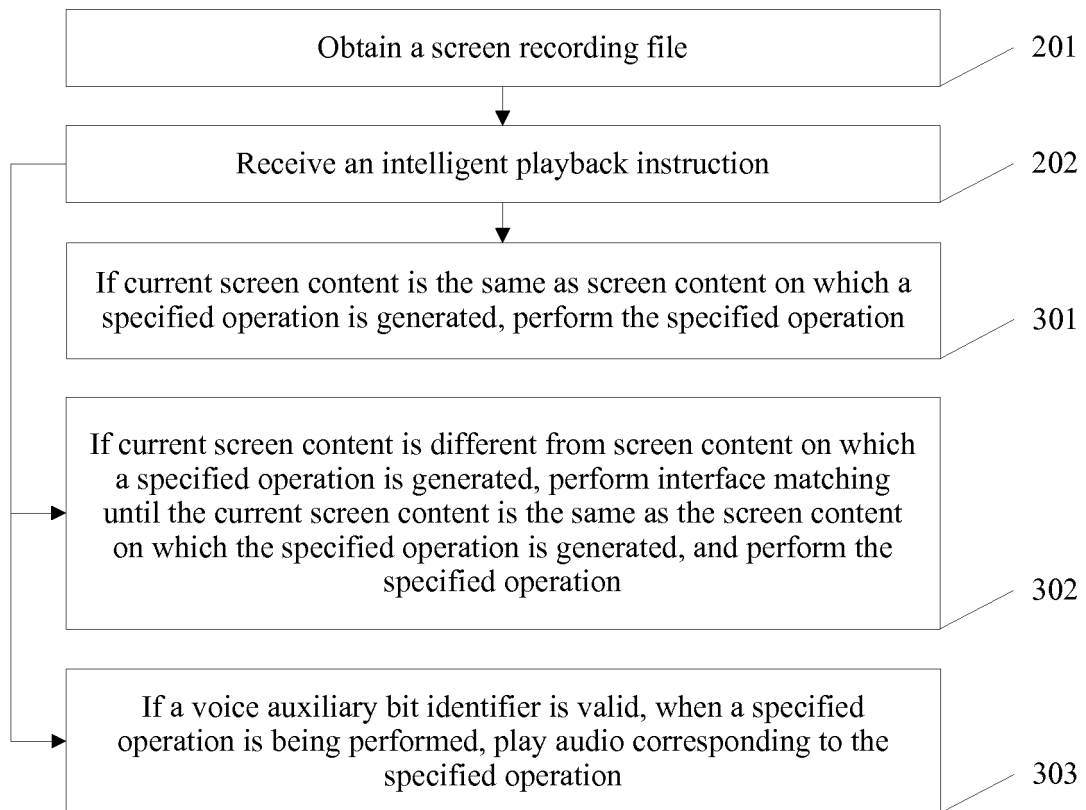 Obtain a screen recording file
201
Receive an intelligent playback instruction
202
If current screen content is the same as screen content on which a
specified operation is generated, perform the specified operation
301
If current screen content is different from screen content on which
a specified operation is generated, perform interface matching
until the current screen content is the same as the screen content
on which the specified operation is generated, and perform the
specified operation
302
If a voice auxiliary bit identifier is valid, when a specified
operation is being performed, play audio corresponding to the
specified operation
303